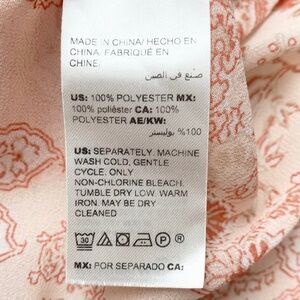 MADE IN CHINA/ HECHO EN
CHINA/ FABRIQUÉ EN
CHINE
صنع في الصين
US: 100% POLYESTER MX:
100% poliéster CA: 100%
POLYESTER AE/KW:
%100 بوليستر
US: SEPARATELY. MACHINE
WASH COLD, GENTLE
CYCLE. ONLY
NON-CHLORINE BLEACH.
TUMBLE DRY LOW. WARM
IRON. MAY BE DRY
CLEANED
30 P ®
MX: POR SEPARADO CA: